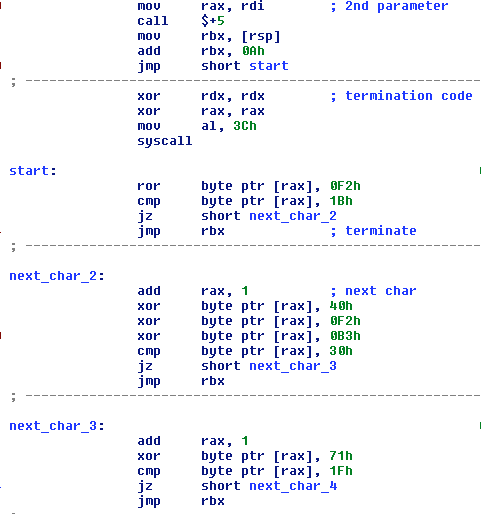 mov rax, rdi ; 2nd parameter
call $+5
mov rbx, [rsp]
add rbx, 0Ah
jmp short start
; ---------------------------------------------------------
xor rdx, rdx ; termination code
xor rax, rax
mov al, 3Ch
syscall
start:
ror byte ptr [rax], 0F2h
cmp byte ptr [rax], 1Bh
jz short next_char_2
jmp rbx ; terminate
; ---------------------------------------------------------
next_char_2:
add rax, 1 ; next char
xor byte ptr [rax], 40h
xor byte ptr [rax], 0F2h
xor byte ptr [rax], 0B3h
cmp byte ptr [rax], 30h
jz short next_char_3
jmp rbx
; ---------------------------------------------------------
next_char_3:
add rax, 1
xor byte ptr [rax], 71h
cmp byte ptr [rax], 1Fh
jz short next_char_4
jmp rbx